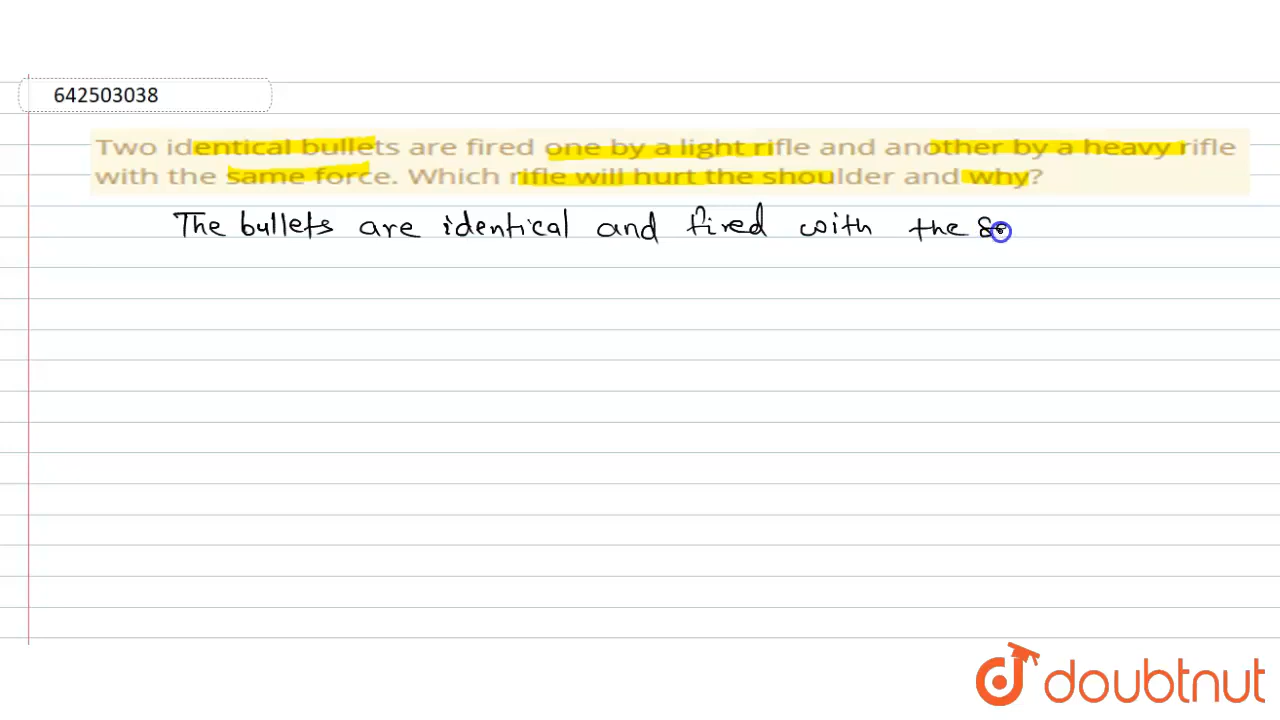 642503038
Two identical bullets are fired one by a light rifle and another by a heavy rifle
with the same force. Which rifle will hurt the shoulder and why?
The bullets are identical and fired with the
doubtnut